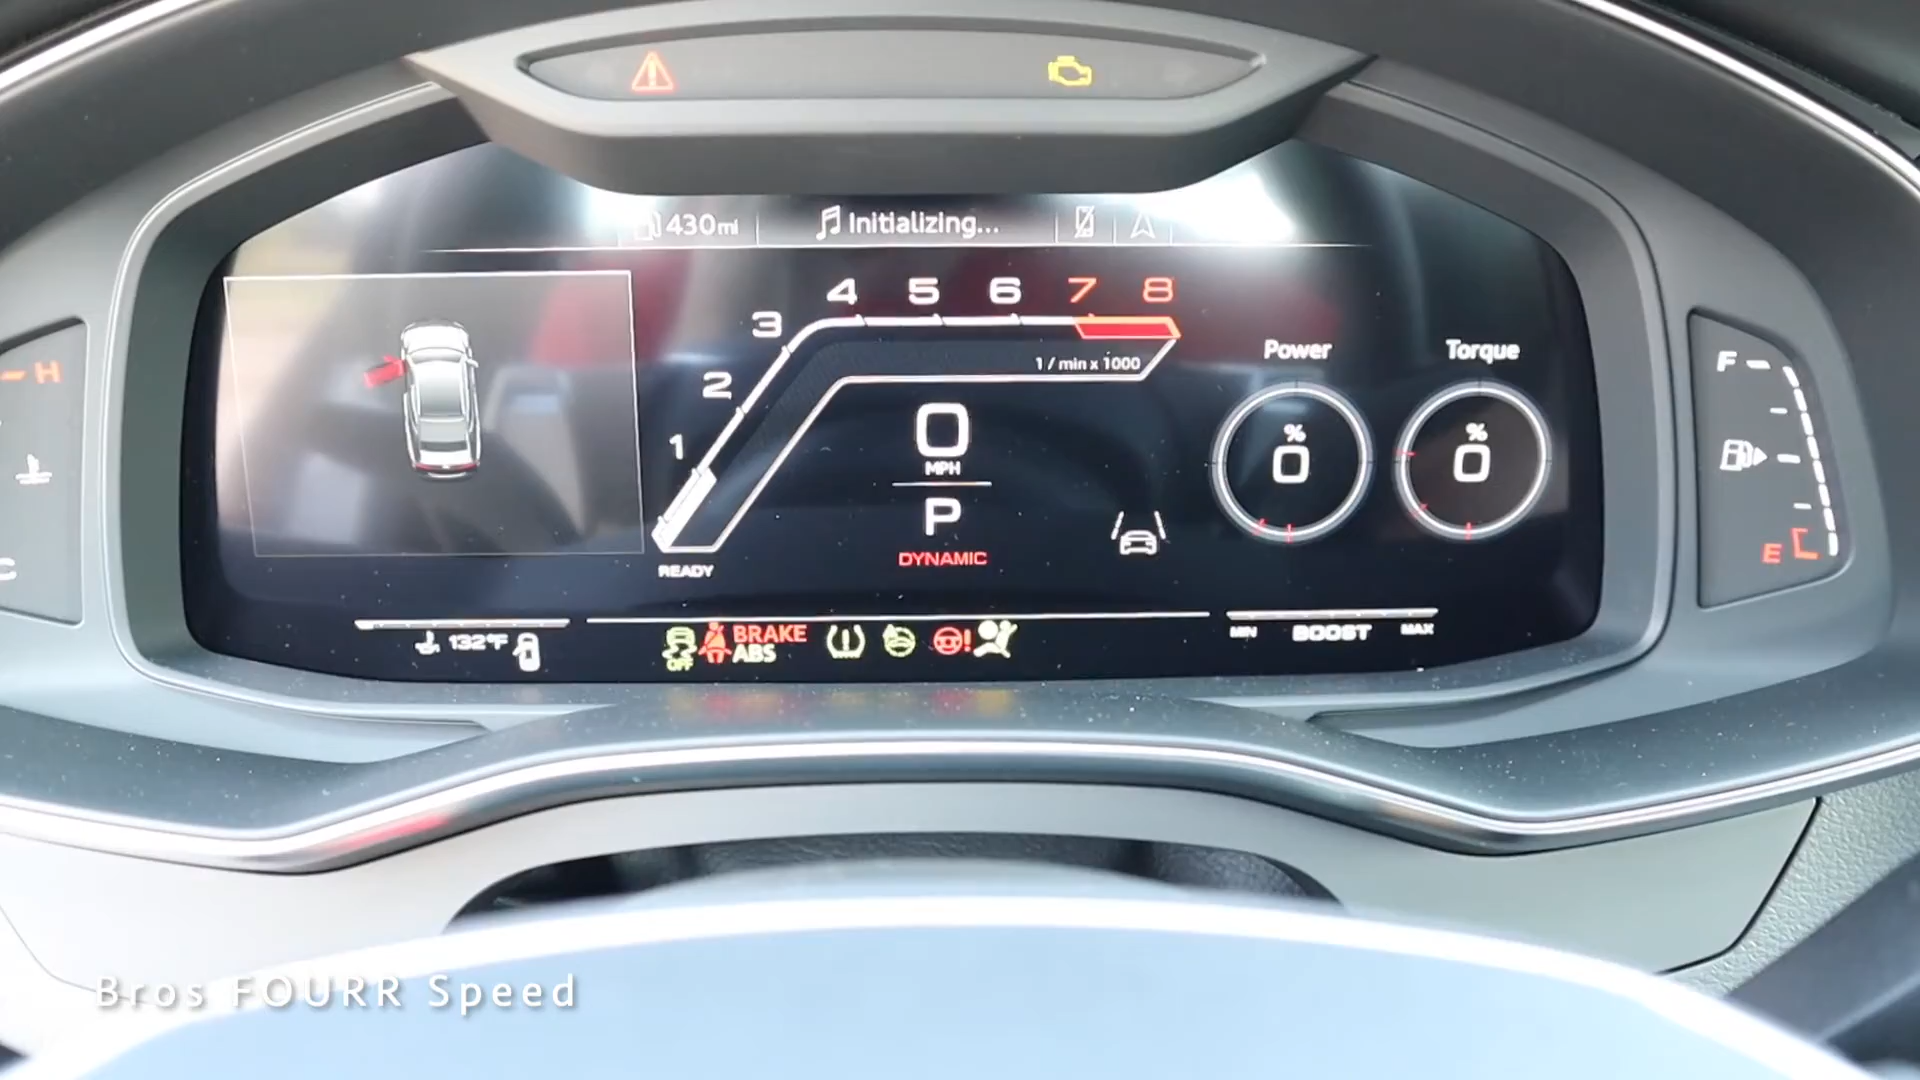 430mi
Initializing...
4 5 6 7 8
3
2
1
1 / min x 1000
Power
Torque
H
F
%
0
%
0
0
MPH
P
DYNAMIC
READY
E
C
132°F
OFF
BRAKE
ABS
MIN
BOOST
MAX
Bros FOURR Speed